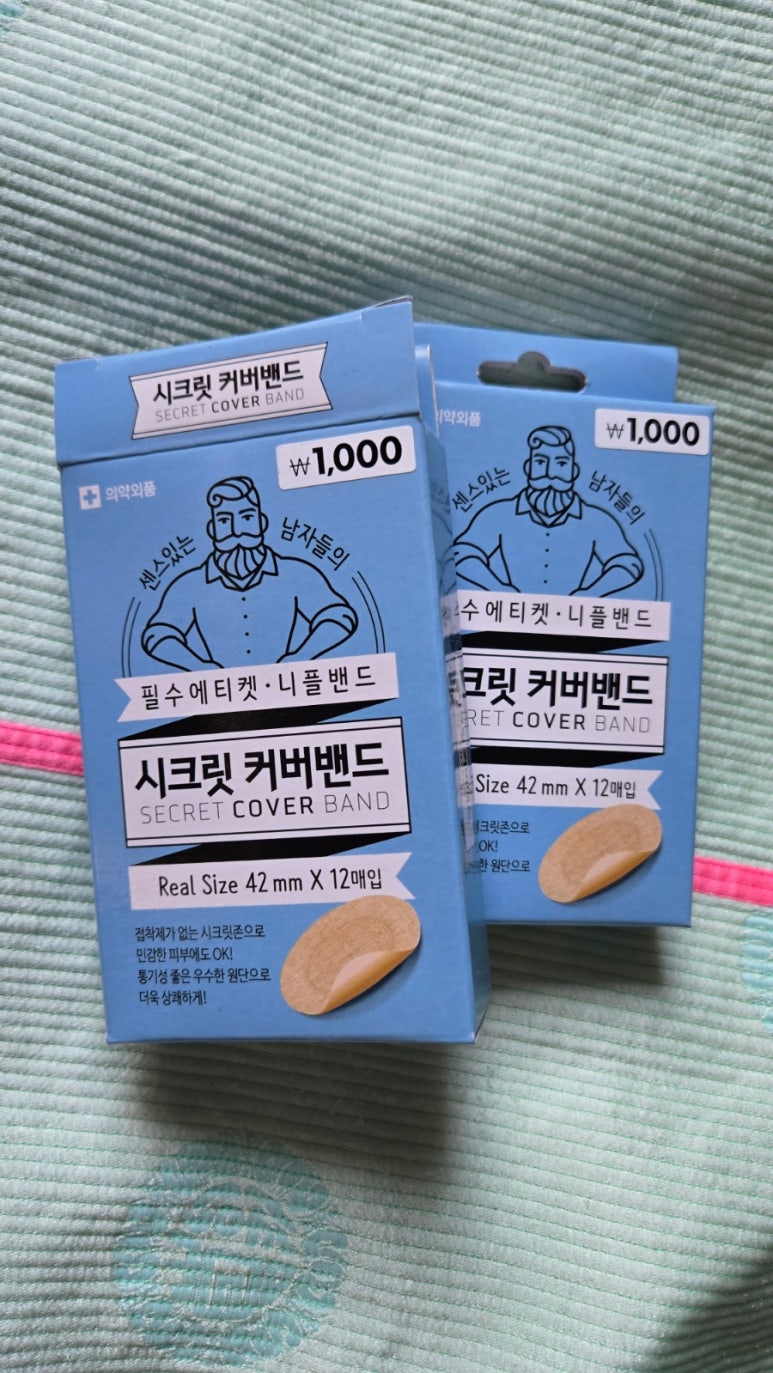 시크릿 커버밴드
SECRET COVER BAND
₩1,000
의약외품
센스있는 남자들의
필수에티켓·니플밴드
시크릿 커버밴드
SECRET COVER BAND
Real Size 42mm X 12매입
접착제가 없는 시크릿존으로
민감한 피부에도 OK!
통기성 좋은 우수한 원단으로
더욱 상쾌하게!
의약외품
₩1,000
센스있는 남자들의
수에티켓·니플밴드
크릿 커버밴드
RET COVER BAND
Size 42mm X 12매입
크릿존으로
OK!
한 원단으로